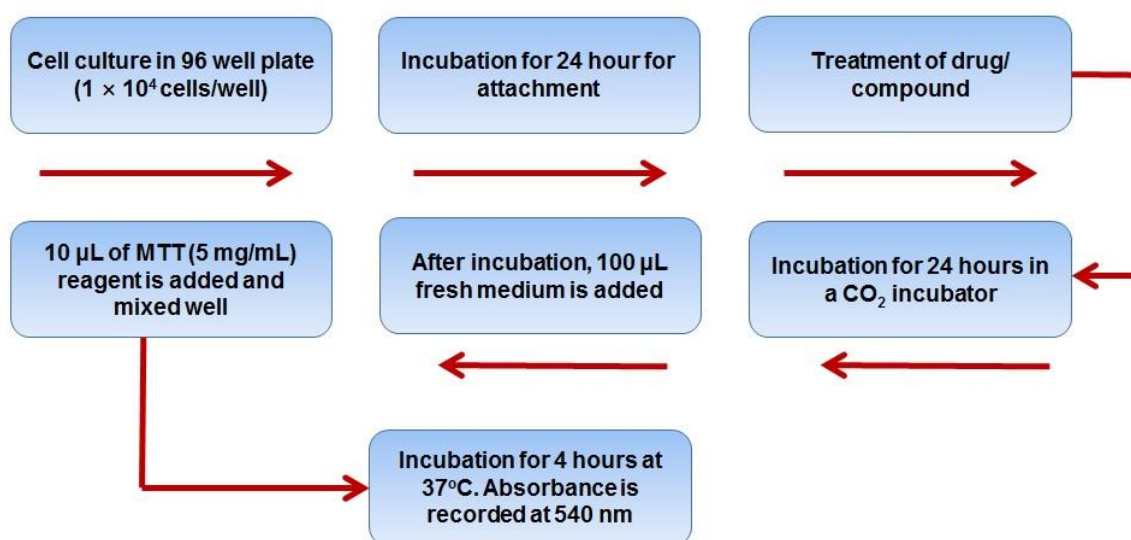 Cell culture in 96 well plate
(1 × 10⁴ cells/well)
Incubation for 24 hour for
attachment
Treatment of drug/
compound
Incubation for 24 hours in
a CO₂ incubator
After incubation, 100 µL
fresh medium is added
10 µL of MTT (5 mg/mL)
reagent is added and
mixed well
Incubation for 4 hours at
37ºC. Absorbance is
recorded at 540 nm